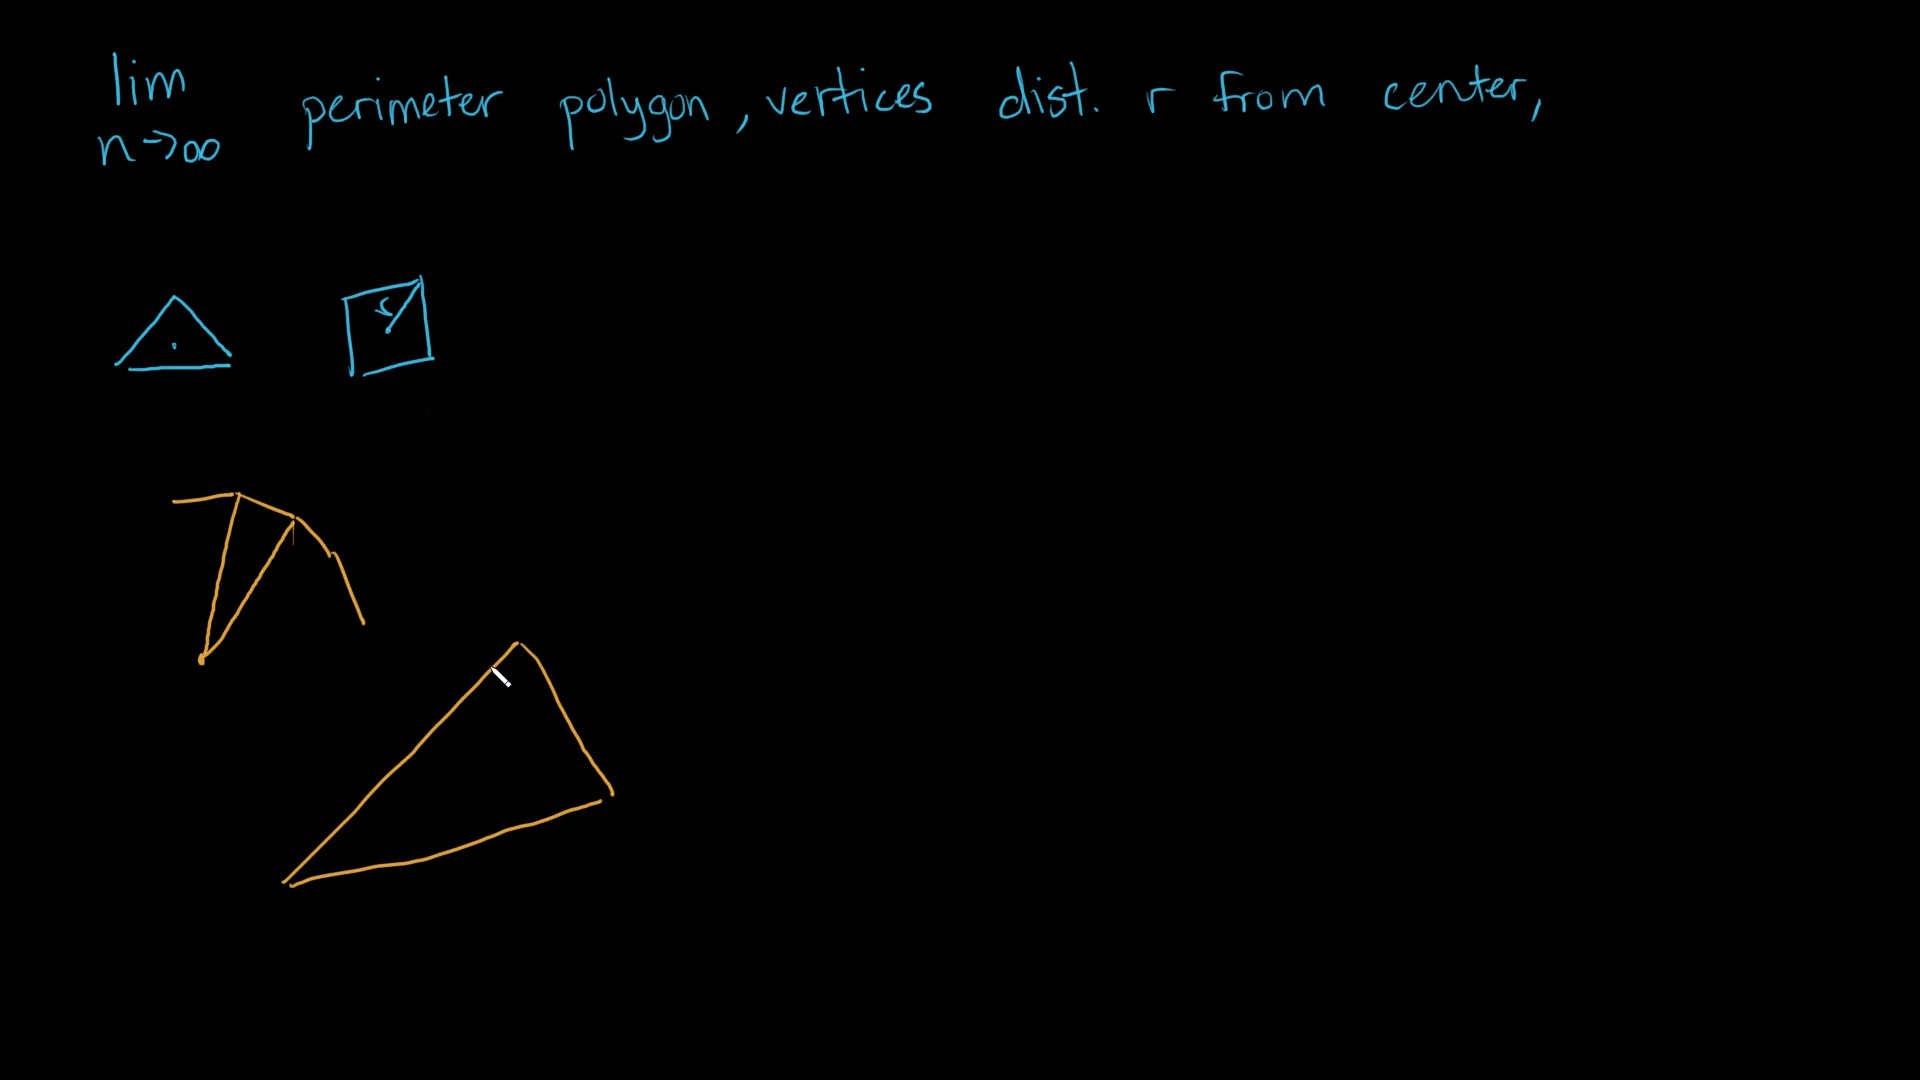 lim perimeter polygon, vertices dist. r from center,
n→∞
r